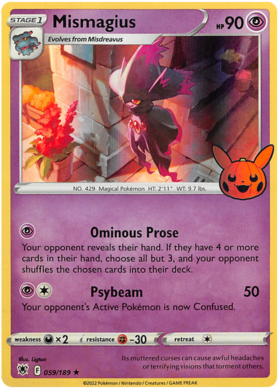 STAGE 1 Mismagius HP 90
Evolves from Misdreavus
NO. 429 Magical Pokémon HT: 2'11" WT: 9.7 lbs.
Ominous Prose
Your opponent reveals their hand. If they have 4 or more
cards in their hand, choose all but 3, and your opponent
shuffles the chosen cards into their deck.
Psybeam 50
Your opponent's Active Pokémon is now Confused.
weakness ×2 resistance -30 retreat
Illus. Ligton
059/189 ★
Its muttered curses can cause awful headaches
or terrifying visions that torment others.
©2022 Pokémon / Nintendo / Creatures / GAME FREAK